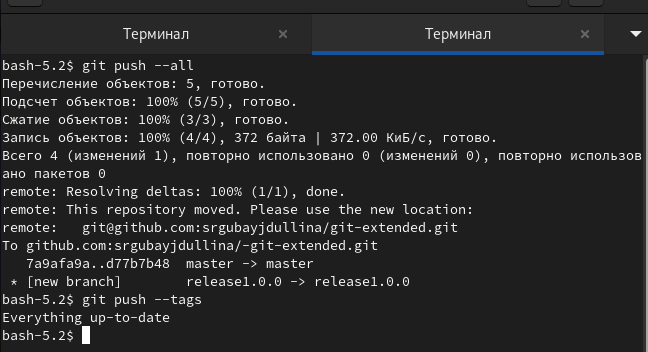 Терминал
Терминал
bash-5.2$ git push --all
Перечисление объектов: 5, готово.
Подсчет объектов: 100% (5/5), готово.
Сжатие объектов: 100% (3/3), готово.
Запись объектов: 100% (4/4), 372 байта | 372.00 КиБ/с, готово.
Всего 4 (изменений 1), повторно использовано 0 (изменений 0), повторно использов
ано пакетов 0
remote: Resolving deltas: 100% (1/1), done.
remote: This repository moved. Please use the new location:
remote:   git@github.com:srgubayjdullina/git-extended.git
To github.com:srgubayjdullina/-git-extended.git
   7a9afa9a..d77b7b48  master -> master
 * [new branch]        release1.0.0 -> release1.0.0
bash-5.2$ git push --tags
Everything up-to-date
bash-5.2$